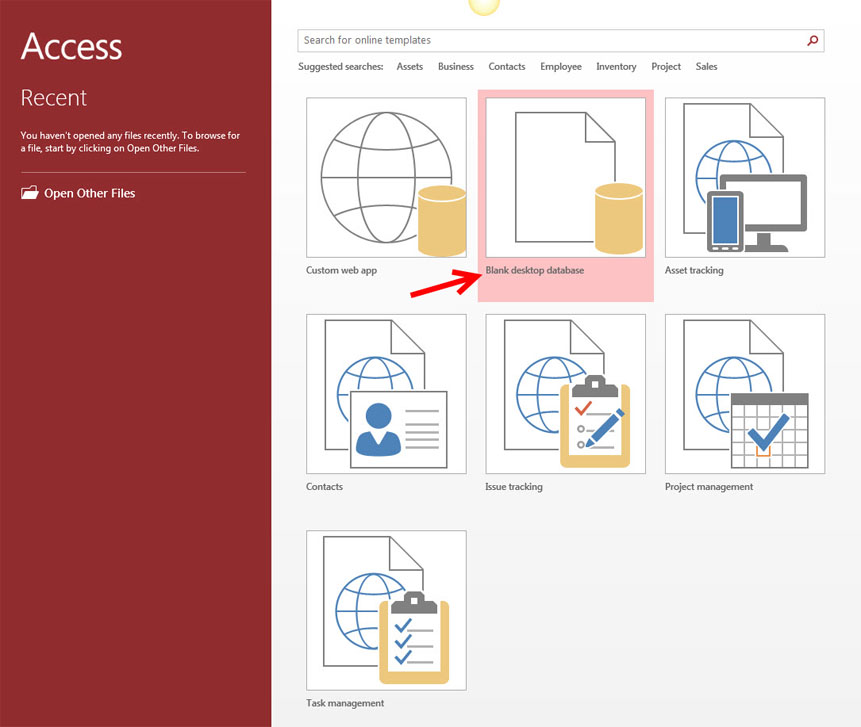 Access
Recent
You haven't opened any files recently. To browse for
a file, start by clicking on Open Other Files.
Open Other Files
Search for online templates
Suggested searches: Assets Business Contacts Employee Inventory Project Sales
Custom web app
Blank desktop database
Asset tracking
Contacts
Issue tracking
Project management
Task management